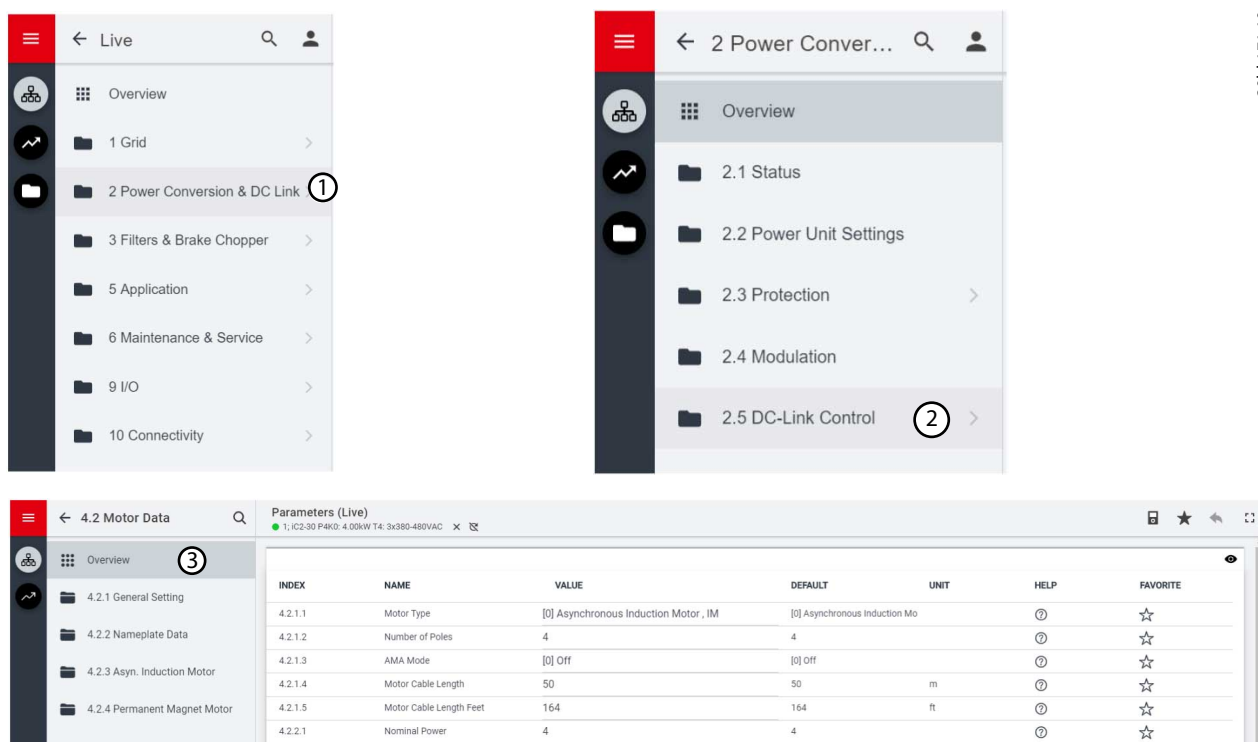 Live
Overview
1 Grid
2 Power Conversion & DC Link
1
3 Filters & Brake Chopper
5 Application
6 Maintenance & Service
9 I/O
10 Connectivity
2 Power Conver...
Overview
2.1 Status
2.2 Power Unit Settings
2.3 Protection
2.4 Modulation
2.5 DC-Link Control
2
4.2 Motor Data
Overview
3
4.2.1 General Setting
4.2.2 Nameplate Data
4.2.3 Asyn. Induction Motor
4.2.4 Permanent Magnet Motor
Parameters (Live)
1; iC2-30 P4K0: 4.00kW T4: 3x380-480VAC
INDEX NAME VALUE DEFAULT UNIT HELP FAVORITE
4.2.1.1 Motor Type [0] Asynchronous Induction Motor , IM [0] Asynchronous Induction Mo
4.2.1.2 Number of Poles 4 4
4.2.1.3 AMA Mode [0] Off [0] Off
4.2.1.4 Motor Cable Length 50 50 m
4.2.1.5 Motor Cable Length Feet 164 164 ft
4.2.2.1 Nominal Power 4 4